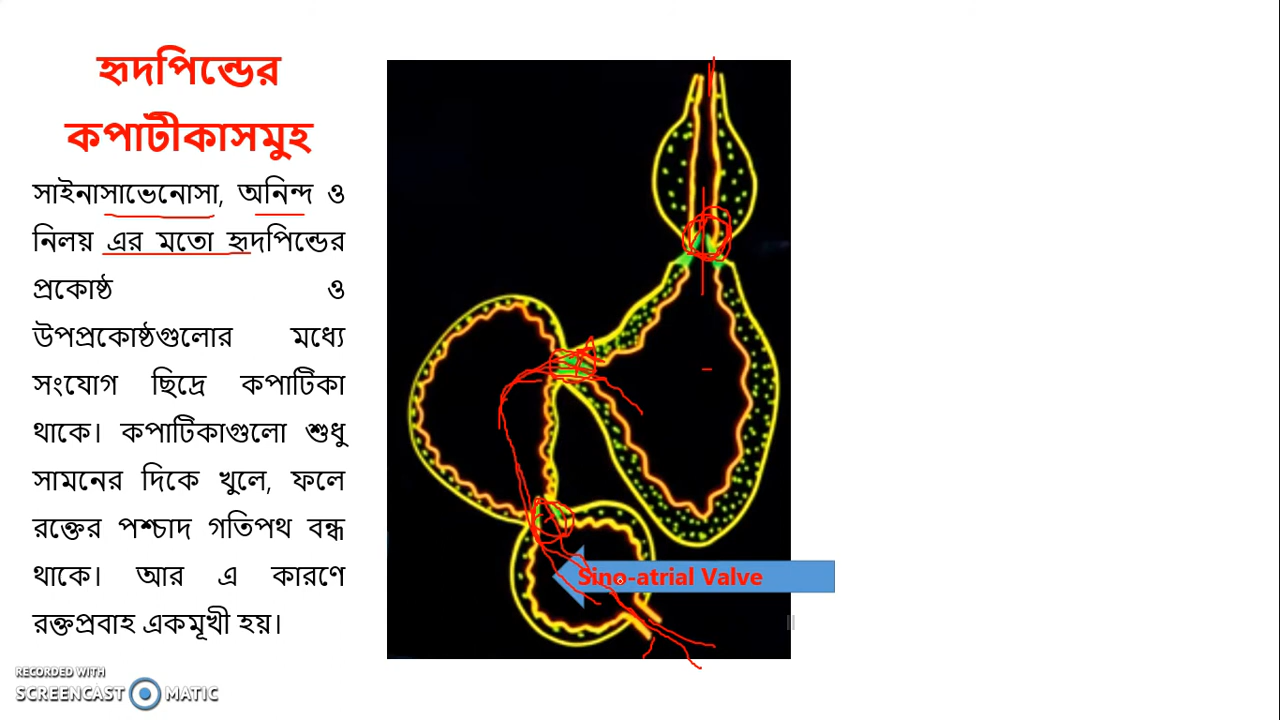 হৃদপিন্ডের
কপাটীকাসমুহ
সাইনাসাভেনোসা, অনিন্দ ও
নিলয় এর মতো হৃদপিন্ডের
প্রকোষ্ঠ ও
উপপ্রকোষ্ঠগুলোর মধ্যে
সংযোগ ছিদ্রে কপাটিকা
থাকে। কপাটিকাগুলো শুধু
সামনের দিকে খুলে, ফলে
রক্তের পশ্চাদ গতিপথ বন্ধ
থাকে। আর এ কারণে
রক্তপ্রবাহ একমূখী হয়।
Sino-atrial Valve
RECORDED WITH
SCREENCAST MATIC